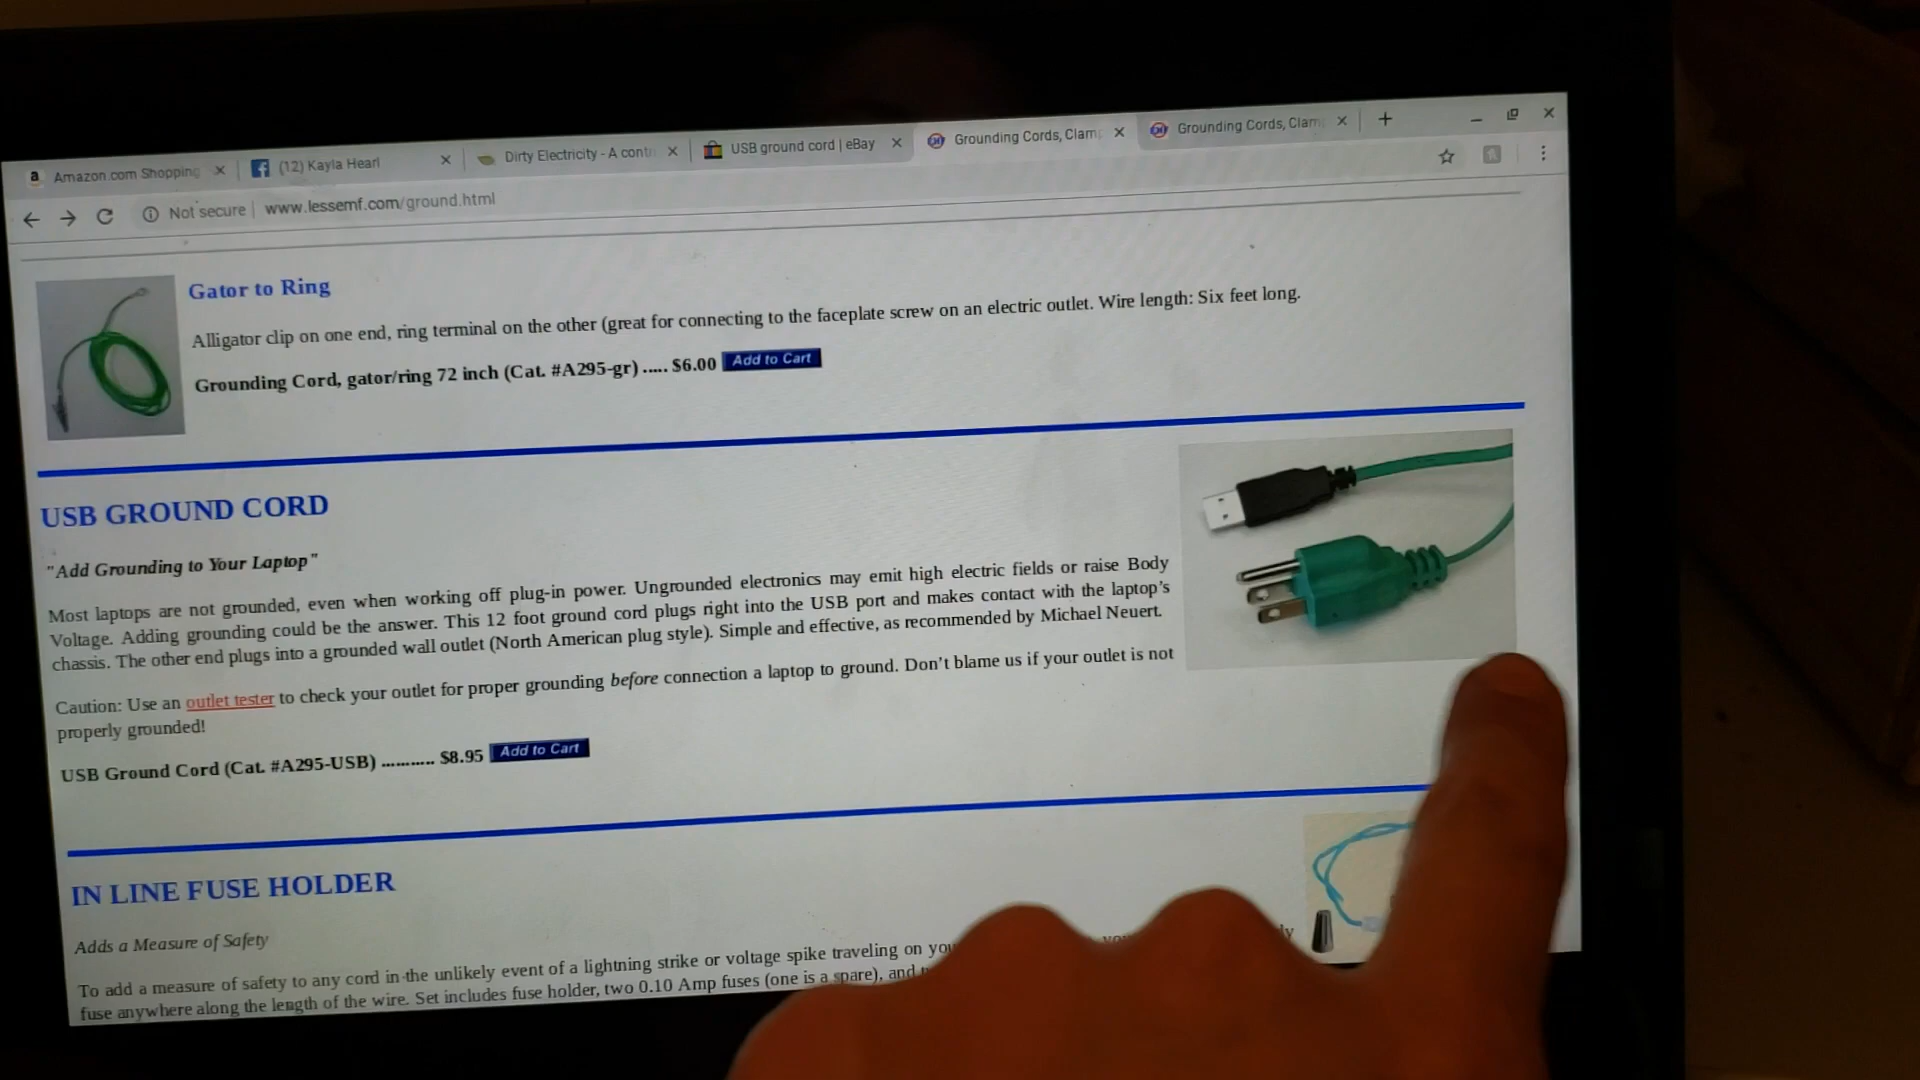 Amazon.com Shopping
(12) Kayla Hearl
Dirty Electricity - A contr
USB ground cord | eBay
Grounding Cords, Clamp
Grounding Cords, Clam
Not secure | www.lessemf.com/ground.html
Gator to Ring
Alligator clip on one end, ring terminal on the other (great for connecting to the faceplate screw on an electric outlet. Wire length: Six feet long.
Grounding Cord, gator/ring 72 inch (Cat. #A295-gr) ..... $6.00 Add to Cart
USB GROUND CORD
"Add Grounding to Your Laptop"
Most laptops are not grounded, even when working off plug-in power. Ungrounded electronics may emit high electric fields or raise Body
Voltage. Adding grounding could be the answer. This 12 foot ground cord plugs right into the USB port and makes contact with the laptop's
chassis. The other end plugs into a grounded wall outlet (North American plug style). Simple and effective, as recommended by Michael Neuert.
Caution: Use an outlet tester to check your outlet for proper grounding before connection a laptop to ground. Don't blame us if your outlet is not
properly grounded!
USB Ground Cord (Cat. #A295-USB) ........... $8.95 Add to Cart
IN LINE FUSE HOLDER
Adds a Measure of Safety
To add a measure of safety to any cord in the unlikely event of a lightning strike or voltage spike traveling on
fuse anywhere along the length of the wire. Set includes fuse holder, two 0.10 Amp fuses (one is a spare), and